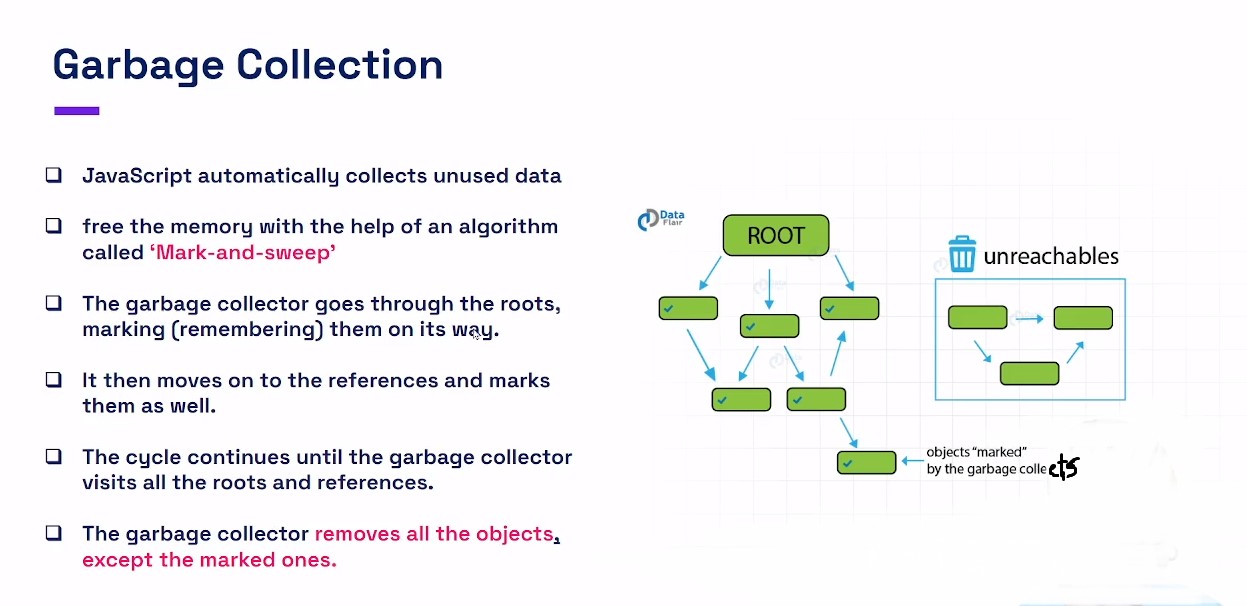 Garbage Collection
❑ JavaScript automatically collects unused data
❑ free the memory with the help of an algorithm
called ‘Mark-and-sweep’
❑ The garbage collector goes through the roots,
marking (remembering) them on its way.
❑ It then moves on to the references and marks
them as well.
❑ The cycle continues until the garbage collector
visits all the roots and references.
❑ The garbage collector removes all the objects,
except the marked ones.
Data
Flair
ROOT
unreachables
objects “marked”
by the garbage collects